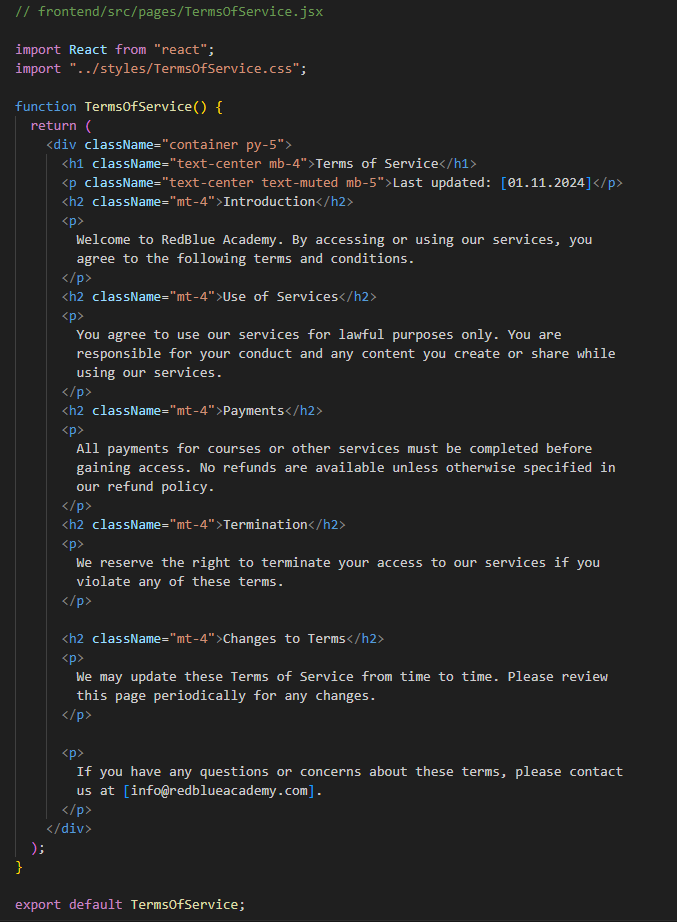 // frontend/src/pages/TermsOfService.jsx
import React from "react";
import "../styles/TermsOfService.css";
function TermsOfService() {
return (
<div className="container py-5">
<h1 className="text-center mb-4">Terms of Service</h1>
<p className="text-center text-muted mb-5">Last updated: [01.11.2024]</p>
<h2 className="mt-4">Introduction</h2>
<p>
Welcome to RedBlue Academy. By accessing or using our services, you
agree to the following terms and conditions.
</p>
<h2 className="mt-4">Use of Services</h2>
<p>
You agree to use our services for lawful purposes only. You are
responsible for your conduct and any content you create or share while
using our services.
</p>
<h2 className="mt-4">Payments</h2>
<p>
All payments for courses or other services must be completed before
gaining access. No refunds are available unless otherwise specified in
our refund policy.
</p>
<h2 className="mt-4">Termination</h2>
<p>
We reserve the right to terminate your access to our services if you
violate any of these terms.
</p>
<h2 className="mt-4">Changes to Terms</h2>
<p>
We may update these Terms of Service from time to time. Please review
this page periodically for any changes.
</p>
<p>
If you have any questions or concerns about these terms, please contact
us at [info@redblueacademy.com].
</p>
</div>
);
}
export default TermsOfService;